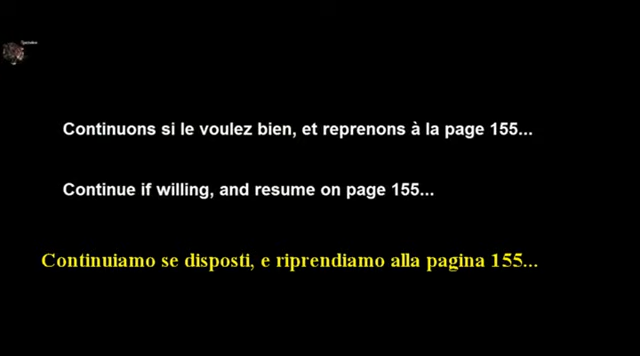 Continuons si le voulez bien, et reprenons à la page 155...
Continue if willing, and resume on page 155...
Continuiamo se disposti, e riprendiamo alla pagina 155...